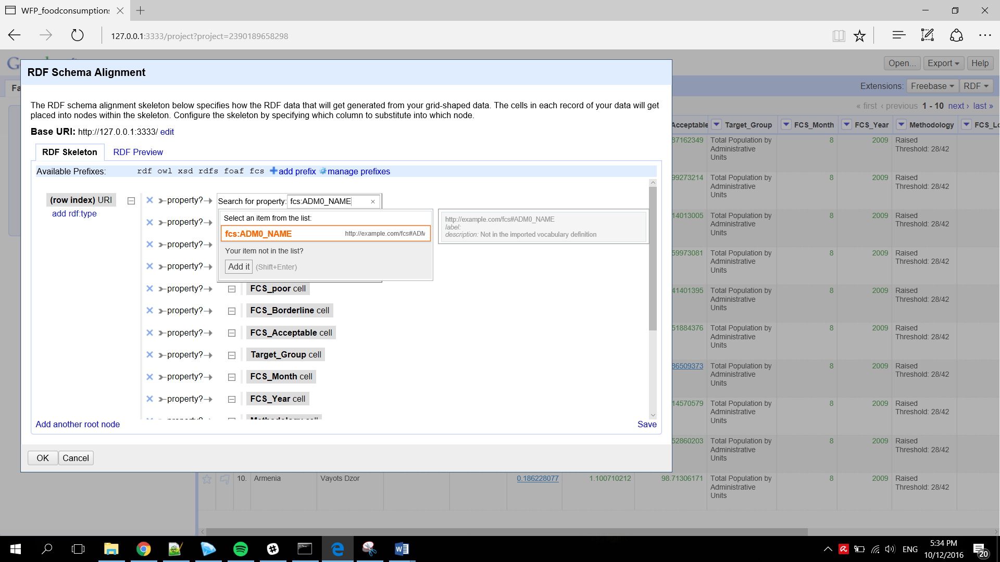 WFP_foodconsumption
127.0.0.1:3333/project?project=2390189658298
Open...
Export
Help
RDF Schema Alignment
Extensions:
Freebase
RDF
The RDF schema alignment skeleton below specifies how the RDF data that will get generated from your grid-shaped data. The cells in each record of your data will get
placed into nodes within the skeleton. Configure the skeleton by specifying which column to substitute into which node.
« first ‹ previous 1 - 10 next › last »
Base URI: http://127.0.0.1:3333/ edit
RDF Skeleton
RDF Preview
Available Prefixes: rdf owl xsd rdfs foaf fcs add prefix manage prefixes
(row index) URI
add rdf:type
property?
Search for property: fcs:ADM0_NAME
Select an item from the list:
fcs:ADM0_NAME http://example.com/fcs#ADM
Your item not in the list?
Add it (Shift+Enter)
http://example.com/fcs#ADM0_NAME
label:
description: Not in the imported vocabulary definition
property?
property?
property?
property? FCS_poor cell
property? FCS_Borderline cell
property? FCS_Acceptable cell
property? Target_Group cell
property? FCS_Month cell
property? FCS_Year cell
property? Methodology cell
Add another root node
Save
OK
Cancel
Acceptable Target_Group FCS_Month FCS_Year Methodology FCS_Lo
87162349 Total Population by Administrative Units 8 2009 Raised Threshold: 28/42
99273214 Total Population by Administrative Units 8 2009 Raised Threshold: 28/42
14013005 Total Population by Administrative Units 8 2009 Raised Threshold: 28/42
59973081 Total Population by Administrative Units 8 2009 Raised Threshold: 28/42
41401395 Total Population by Administrative Units 8 2009 Raised Threshold: 28/42
51884376 Total Population by Administrative Units 8 2009 Raised Threshold: 28/42
86509373 Total Population by Administrative Units 8 2009 Raised Threshold: 28/42
14570579 Total Population by Administrative Units 8 2009 Raised Threshold: 28/42
52860203 Total Population by Administrative Units 8 2009 Raised Threshold: 28/42
10. Armenia Vayots Dzor 0.186228077 1.100710212 98.71306171 Total Population by Administrative Units 8 2009 Raised Threshold: 28/42
ENG
5:34 PM
10/12/2016
20